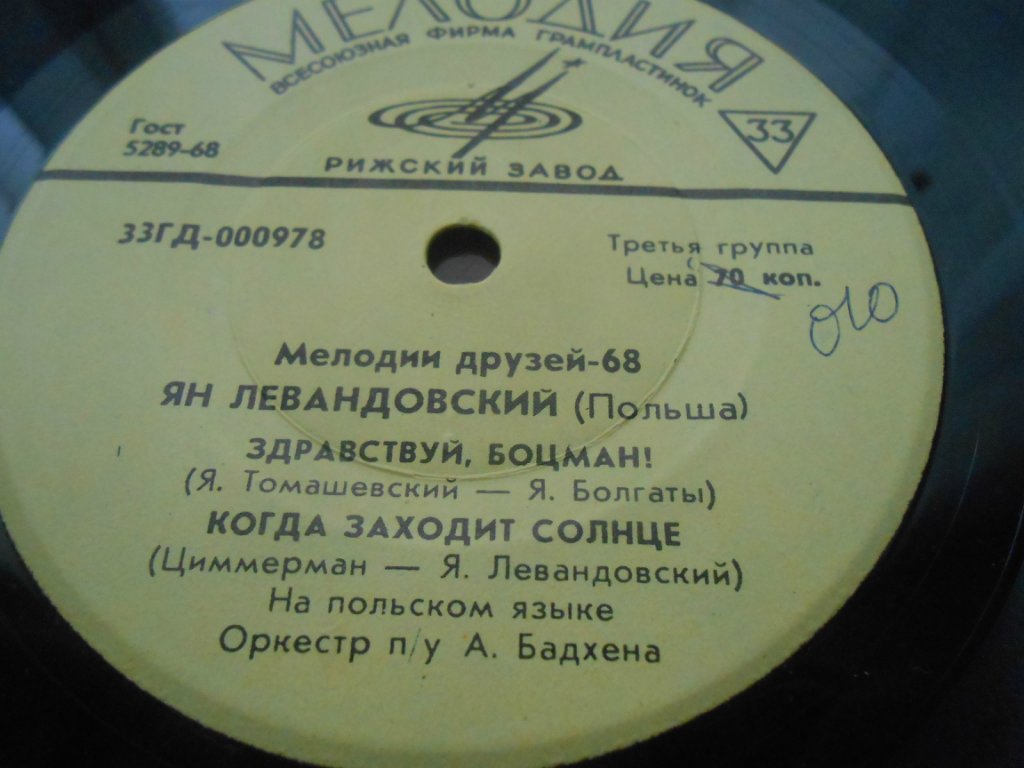 МЕЛОДИЯ
ВСЕСОЮЗНАЯ ФИРМА ГРАМПЛАСТИНОК
33
Гост
5289-68
РИЖСКИЙ ЗАВОД
33ГД-000978
Третья группа
Цена 70 коп.
Мелодии друзей-68
ЯН ЛЕВАНДОВСКИЙ (Польша)
ЗДРАВСТВУЙ, БОЦМАН!
(Я. Томашевский — Я. Болгаты)
КОГДА ЗАХОДИТ СОЛНЦЕ
(Циммерман — Я. Левандовский)
На польском языке
Оркестр п/у А. Бадхена